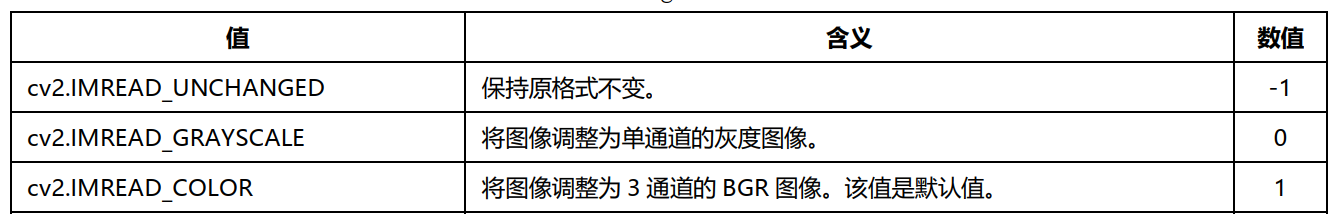 值 含义 数值
cv2.IMREAD_UNCHANGED 保持原格式不变。 -1
cv2.IMREAD_GRAYSCALE 将图像调整为单通道的灰度图像。 0
cv2.IMREAD_COLOR 将图像调整为 3 通道的 BGR 图像。该值是默认值。 1